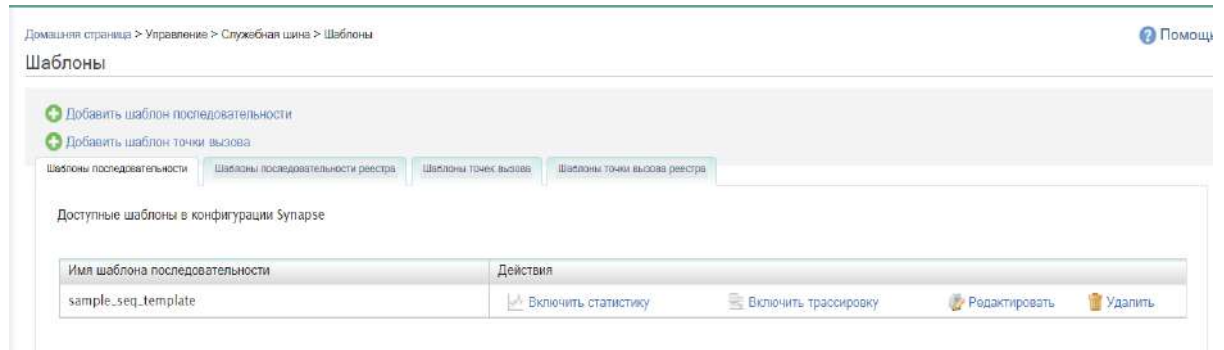 Домашняя страница > Управление > Служебная шина > Шаблоны
Помощь
Шаблоны
Добавить шаблон последовательности
Добавить шаблон точки вызова
Шаблоны последовательности Шаблоны последовательности реестра Шаблоны точек вызова Шаблоны точки вызова реестра
Доступные шаблоны в конфигурации Synapse
Имя шаблона последовательности Действия
sample_seq_template Включить статистику Включить трассировку Редактировать Удалить